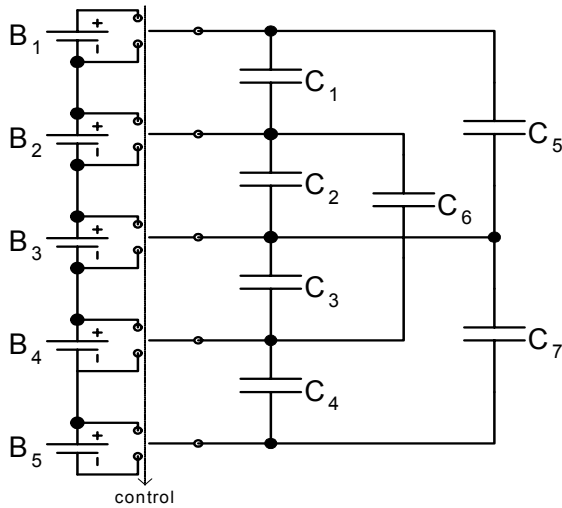 B1
+
C1
B2
+
C5
C2
B3
+
C6
C3
B4
+
C7
C4
B5
+
control